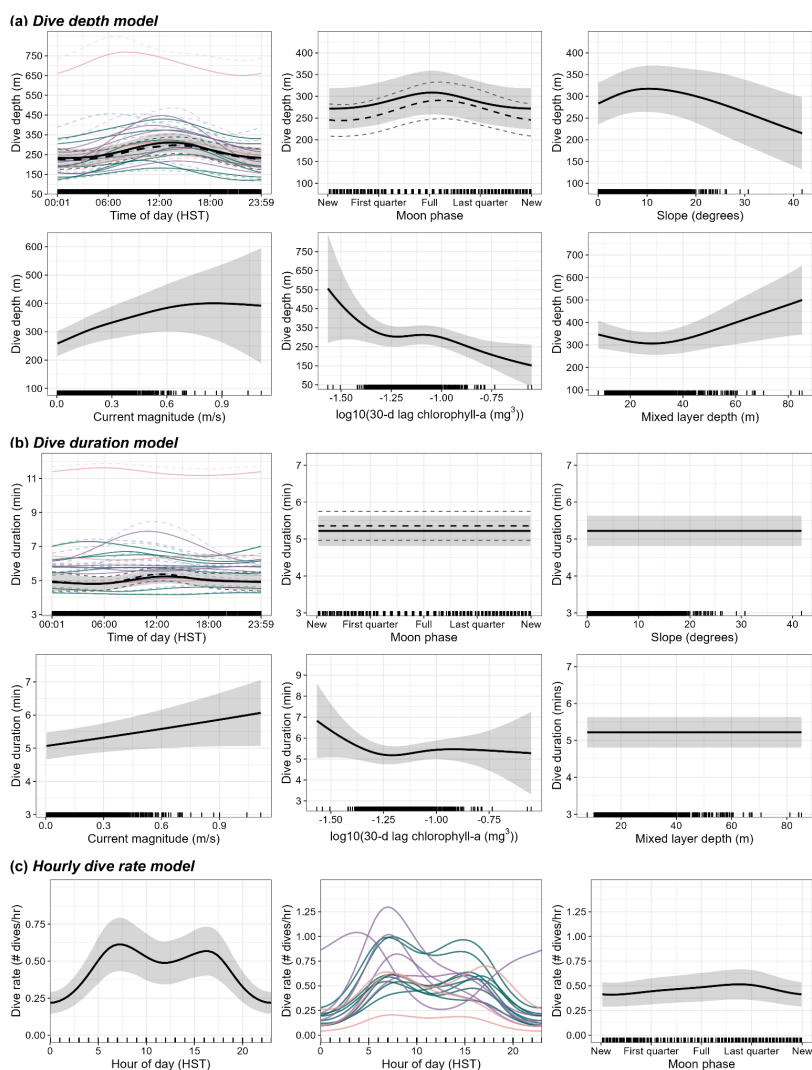 (a) Dive depth model
Dive depth (m)
750
650
550
450
350
250
150
50
00:01 06:00 12:00 18:00 23:59
Time of day (HST)
Dive depth (m)
400
350
300
250
200
150
100
New First quarter Full Last quarter New
Moon phase
Dive depth (m)
400
350
300
250
200
150
100
0 10 20 30 40
Slope (degrees)
Dive depth (m)
600
500
400
300
200
100
0.0 0.3 0.6 0.9
Current magnitude (m/s)
Dive depth (m)
750
650
550
450
350
250
150
50
-1.50 -1.25 -1.00 -0.75
log10(30-d lag chlorophyll-a (mg³))
Dive depth (m)
700
600
500
400
300
200
100
20 40 60 80
Mixed layer depth (m)
(b) Dive duration model
Dive duration (min)
11
9
7
5
3
00:01 06:00 12:00 18:00 23:59
Time of day (HST)
Dive duration (min)
7
6
5
4
3
New First quarter Full Last quarter New
Moon phase
Dive duration (min)
7
6
5
4
3
0 10 20 30 40
Slope (degrees)
Dive duration (min)
7
6
5
4
3
0.0 0.3 0.6 0.9
Current magnitude (m/s)
Dive duration (min)
9
8
7
6
5
4
3
-1.50 -1.25 -1.00 -0.75
log10(30-d lag chlorophyll-a (mg³))
Dive duration (mins)
7
6
5
4
3
20 40 60 80
Mixed layer depth (m)
(c) Hourly dive rate model
Dive rate (# dives/hr)
0.75
0.50
0.25
0.00
0 5 10 15 20
Hour of day (HST)
Dive rate (# dives/hr)
1.25
1.00
0.75
0.50
0.25
0.00
0 5 10 15 20
Hour of day (HST)
Dive rate (# dives/hr)
1.25
1.00
0.75
0.50
0.25
0.00
New First quarter Full Last quarter New
Moon phase